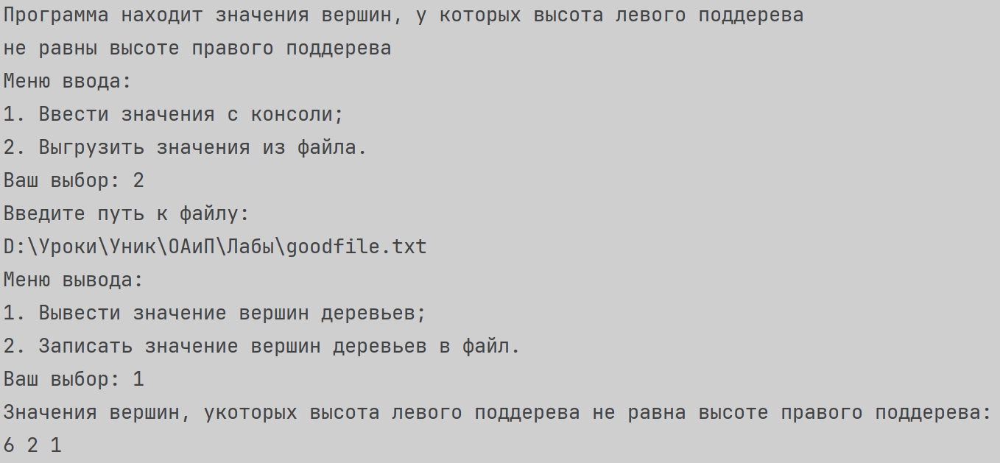 Программа находит значения вершин, у которых высота левого поддерева
не равны высоте правого поддерева
Меню ввода:
1. Ввести значения с консоли;
2. Выгрузить значения из файла.
Ваш выбор: 2
Введите путь к файлу:
D:\Уроки\Уник\ОАиП\Лабы\goodfile.txt
Меню вывода:
1. Вывести значение вершин деревьев;
2. Записать значение вершин деревьев в файл.
Ваш выбор: 1
Значения вершин, укоторых высота левого поддерева не равна высоте правого поддерева:
6 2 1